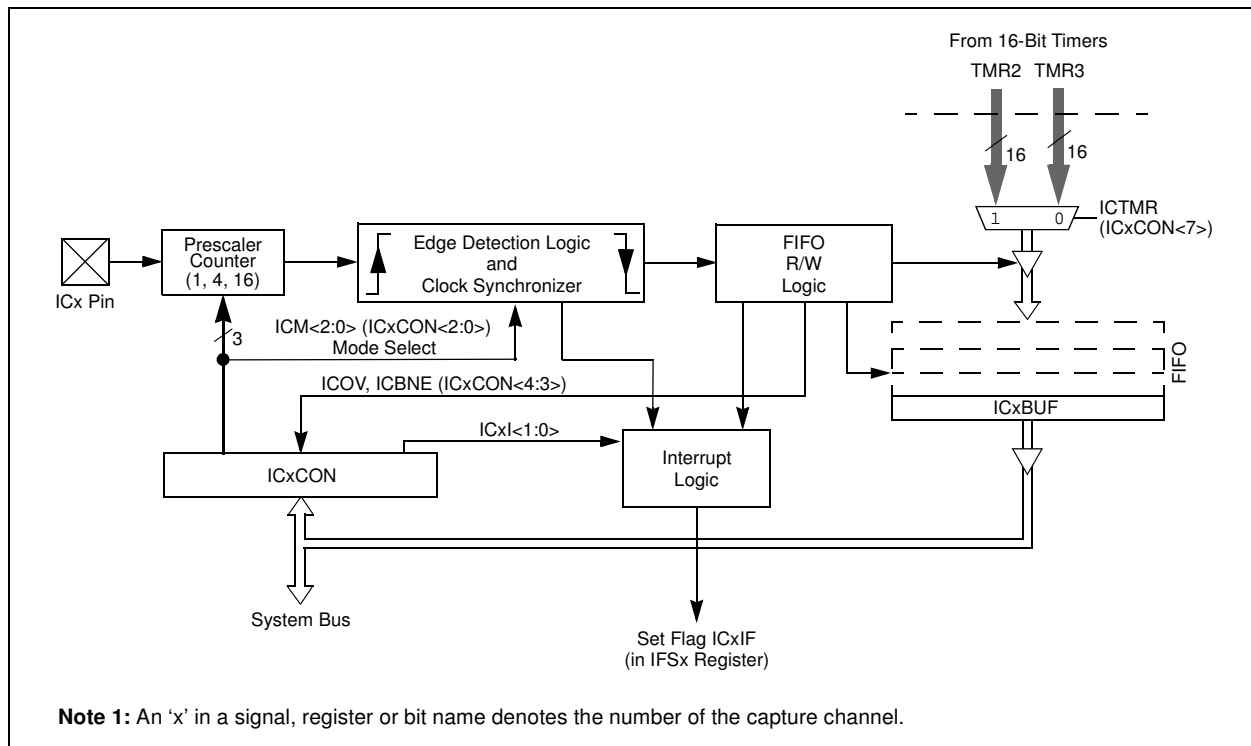 From 16-Bit Timers
TMR2 TMR3
16 16
1 0
ICTMR
(ICxCON<7>)
ICx Pin
Prescaler
Counter
(1, 4, 16)
Edge Detection Logic
and
Clock Synchronizer
FIFO
R/W
Logic
3
ICM<2:0> (ICxCON<2:0>)
Mode Select
FIFO
ICOV, ICBNE (ICxCON<4:3>)
ICxBUF
ICxI<1:0>
ICxCON
Interrupt
Logic
System Bus
Set Flag ICxIF
(in IFSx Register)
Note 1: An ‘x’ in a signal, register or bit name denotes the number of the capture channel.